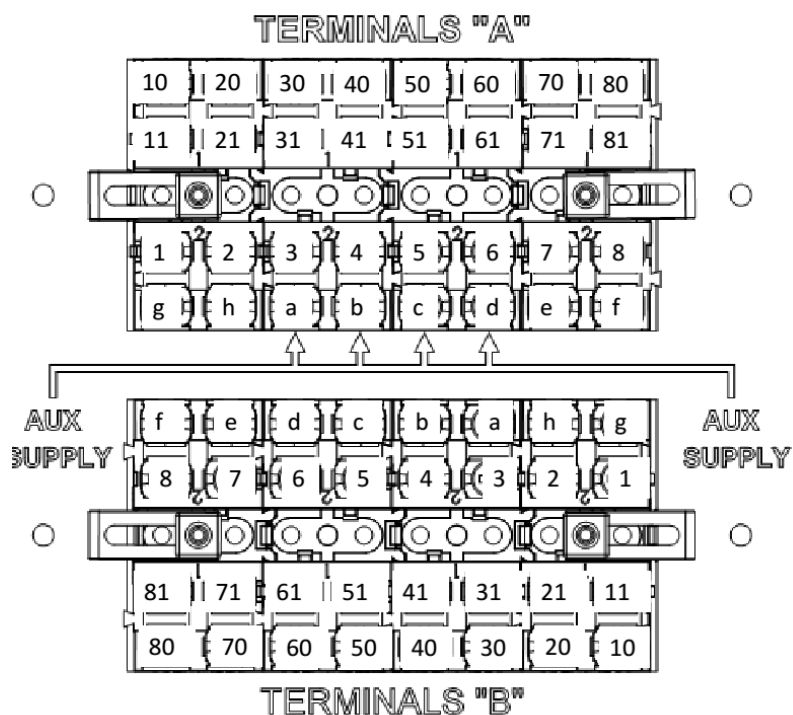 TERMINALS "A"
10 20 30 40 50 60 70 80
11 21 31 41 51 61 71 81
1 2 3 4 5 6 7 8
g h a b c d e f
AUX SUPPLY
AUX SUPPLY
f e d c b a h g
8 7 6 5 4 3 2 1
81 71 61 51 41 31 21 11
80 70 60 50 40 30 20 10
TERMINALS "B"